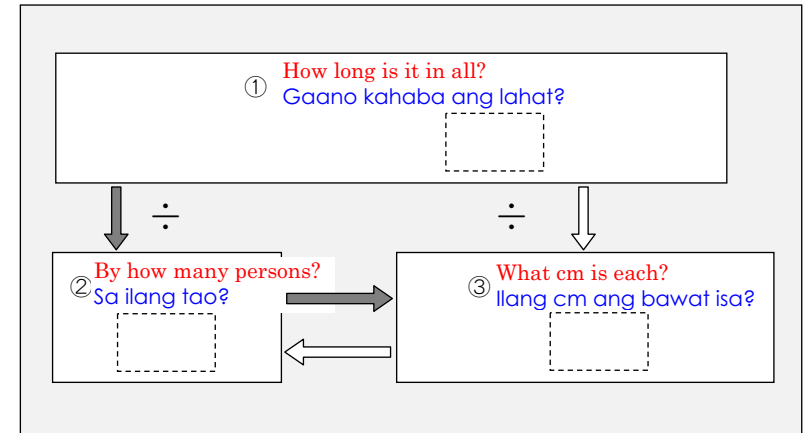 ① How long is it in all?
Gaano kahaba ang lahat?
÷ ÷
② By how many persons?
Sa ilang tao?
③ What cm is each?
Ilang cm ang bawat isa?